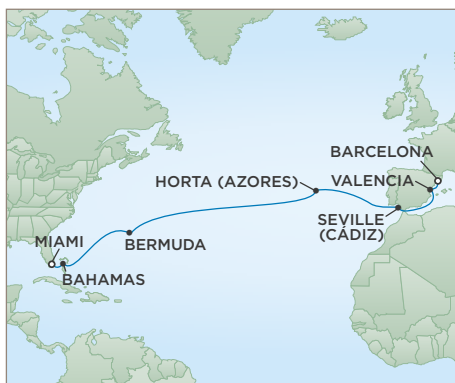 BARCELONA
HORTA (AZORES)
VALENCIA
SEVILLE
(CÁDIZ)
MIAMI
BERMUDA
BAHAMAS